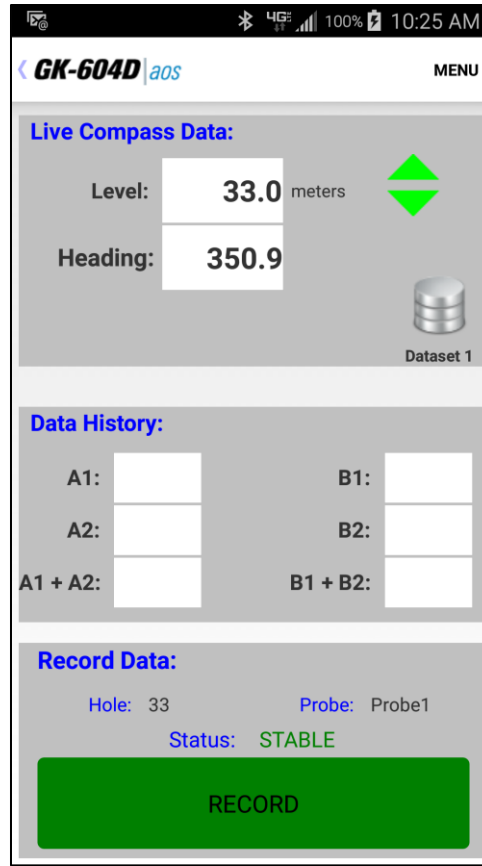 4G 100% 10:25 AM
GK-604D aos MENU
Live Compass Data:
Level: 33.0 meters
Heading: 350.9
Dataset 1
Data History:
A1: B1:
A2: B2:
A1 + A2: B1 + B2:
Record Data:
Hole: 33 Probe: Probe1
Status: STABLE
RECORD